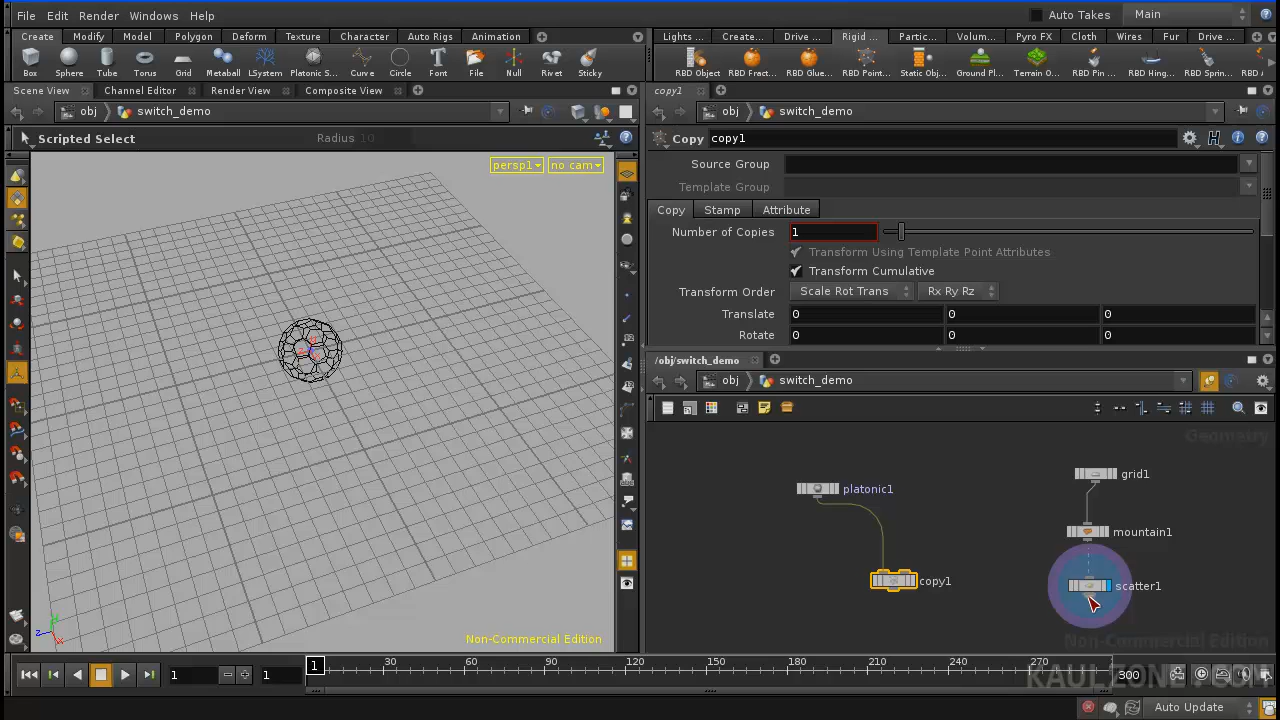 File Edit Render Windows Help Auto Takes Main
Create Modify Model Polygon Deform Texture Character Auto Rigs Animation Lights ... Create... Drive ... Rigid ... Partic... Volum... Pyro FX Cloth Wires Fur Drive ...
Box Sphere Tube Torus Grid Metaball LSystem Platonic S... Curve Circle Font File Null Rivet Sticky RBD Object RBD Fract... RBD Glue... RBD Point... Static Obj... Ground Pl... Terrain O... RBD Pin ... RBD Hing... RBD Sprin... RBD
Scene View Channel Editor Render View Composite View copy1
obj switch_demo obj switch_demo
Scripted Select Radius 10 Copy copy1
persp1 no cam Source Group
Template Group
Copy Stamp Attribute
Number of Copies 1
Transform Using Template Point Attributes
Transform Cumulative
Transform Order Scale Rot Trans Rx Ry Rz
Translate 0 0 0
Rotate 0 0 0
/obj/switch_demo
obj switch_demo
Geometry
grid1
platonic1
mountain1
copy1 scatter1
z y x
Non-Commercial Edition Non-Commercial Edition
1 1 1 30 60 90 120 150 180 210 240 270 300
KAULZONE.COM
Auto Update